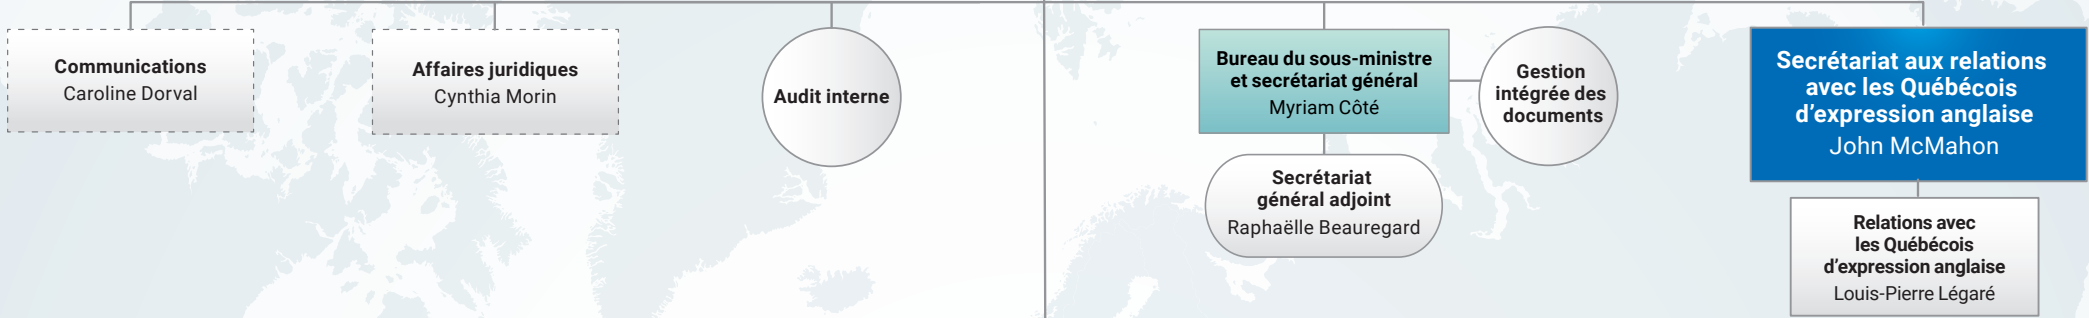 Communications
Caroline Dorval
Affaires juridiques
Cynthia Morin
Audit interne
Bureau du sous-ministre
et secrétariat général
Myriam Côté
Gestion
intégrée des
documents
Secrétariat
général adjoint
Raphaëlle Beauregard
Secrétariat aux relations
avec les Québécois
d'expression anglaise
John McMahon
Relations avec
les Québécois
d'expression anglaise
Louis-Pierre Légaré